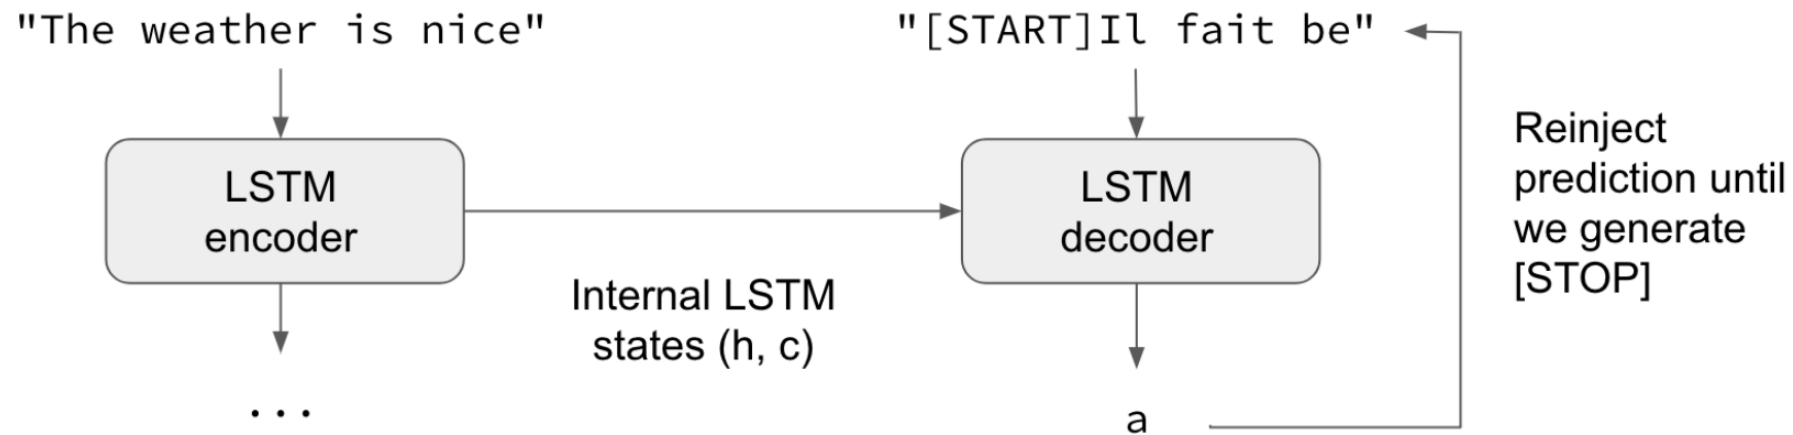 "The weather is nice"
"[START]Il fait be"
LSTM
encoder
Internal LSTM
states (h, c)
LSTM
decoder
Reinject
prediction until
we generate
[STOP]
...
a